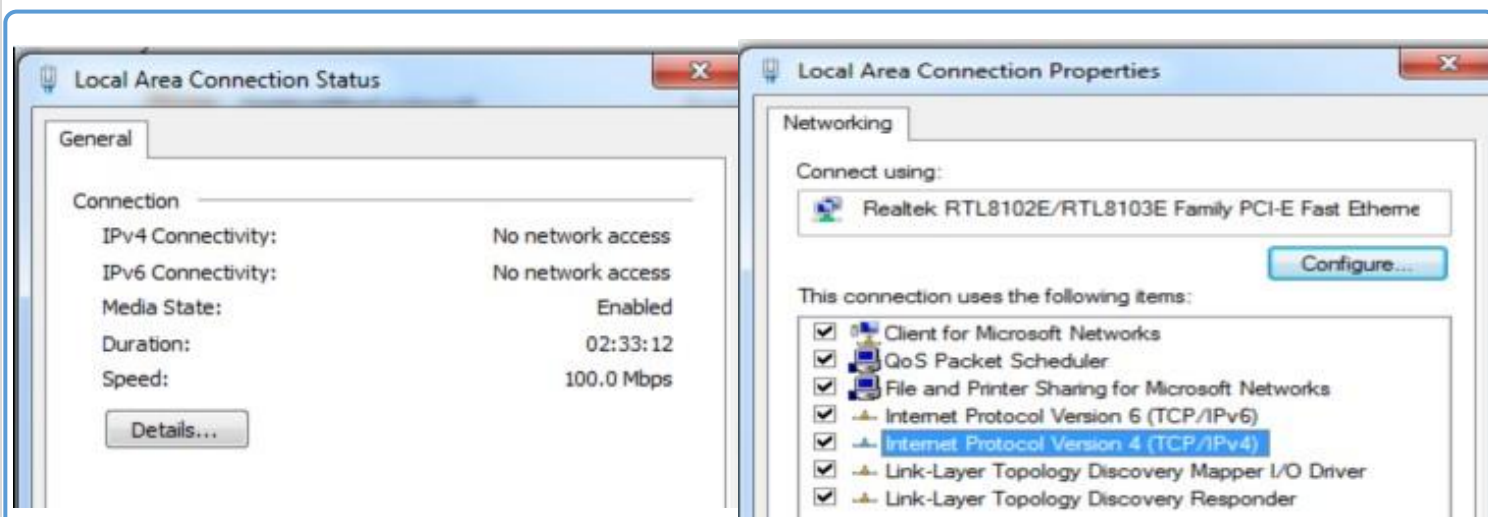 Local Area Connection Status
General
Connection
IPv4 Connectivity: No network access
IPv6 Connectivity: No network access
Media State: Enabled
Duration: 02:33:12
Speed: 100.0 Mbps
Details...
Local Area Connection Properties
Networking
Connect using:
Realtek RTL8102E/RTL8103E Family PCI-E Fast Etherne
Configure...
This connection uses the following items:
Client for Microsoft Networks
QoS Packet Scheduler
File and Printer Sharing for Microsoft Networks
Internet Protocol Version 6 (TCP/IPv6)
Internet Protocol Version 4 (TCP/IPv4)
Link-Layer Topology Discovery Mapper I/O Driver
Link-Layer Topology Discovery Responder